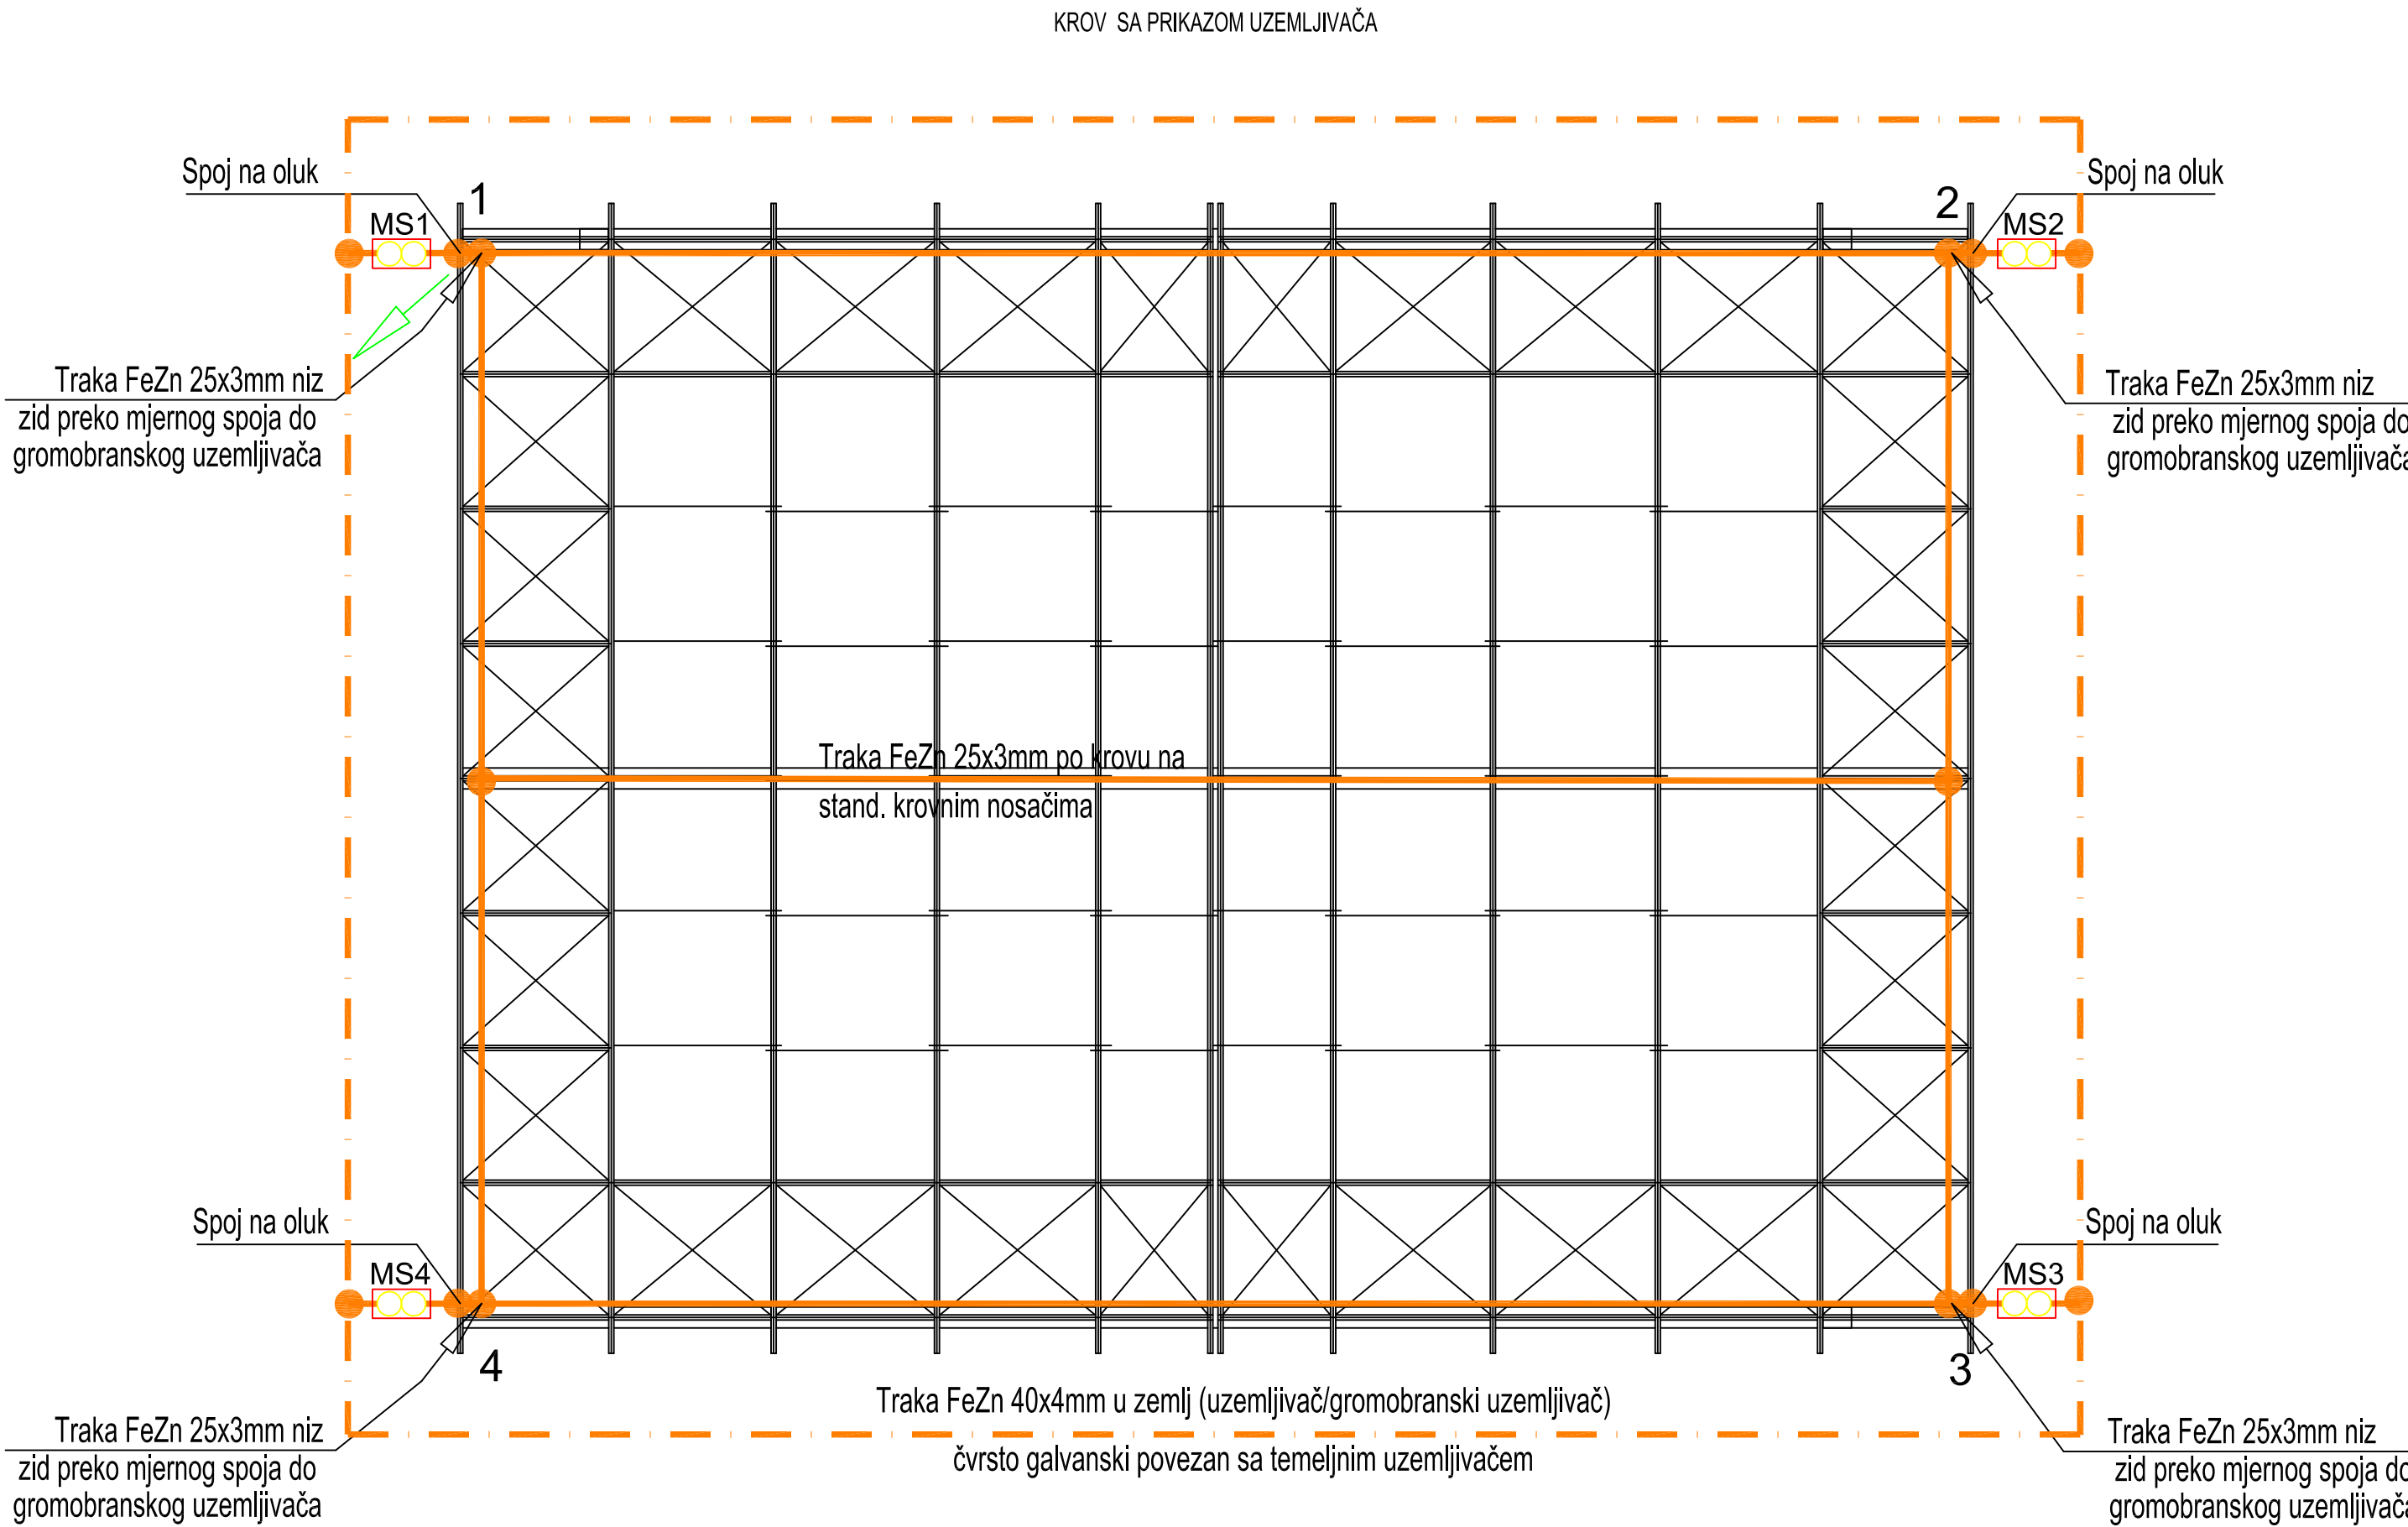 KROV SA PRIKAZOM UZEMLJIVAČA
Spoj na oluk
1
MS1
2
Spoj na oluk
MS2
Traka FeZn 25x3mm niz
zid preko mjernog spoja do
gromobranskog uzemljivača
Traka FeZn 25x3mm niz
zid preko mjernog spoja do
gromobranskog uzemljivača
Traka FeZn 25x3mm po krovu na
stand. krovnim nosačima
Spoj na oluk
MS4
4
Spoj na oluk
MS3
3
Traka FeZn 40x4mm u zemlj (uzemljivač/gromobranski uzemljivač)
čvrsto galvanski povezan sa temeljnim uzemljivačem
Traka FeZn 25x3mm niz
zid preko mjernog spoja do
gromobranskog uzemljivača
Traka FeZn 25x3mm niz
zid preko mjernog spoja do
gromobranskog uzemljivača